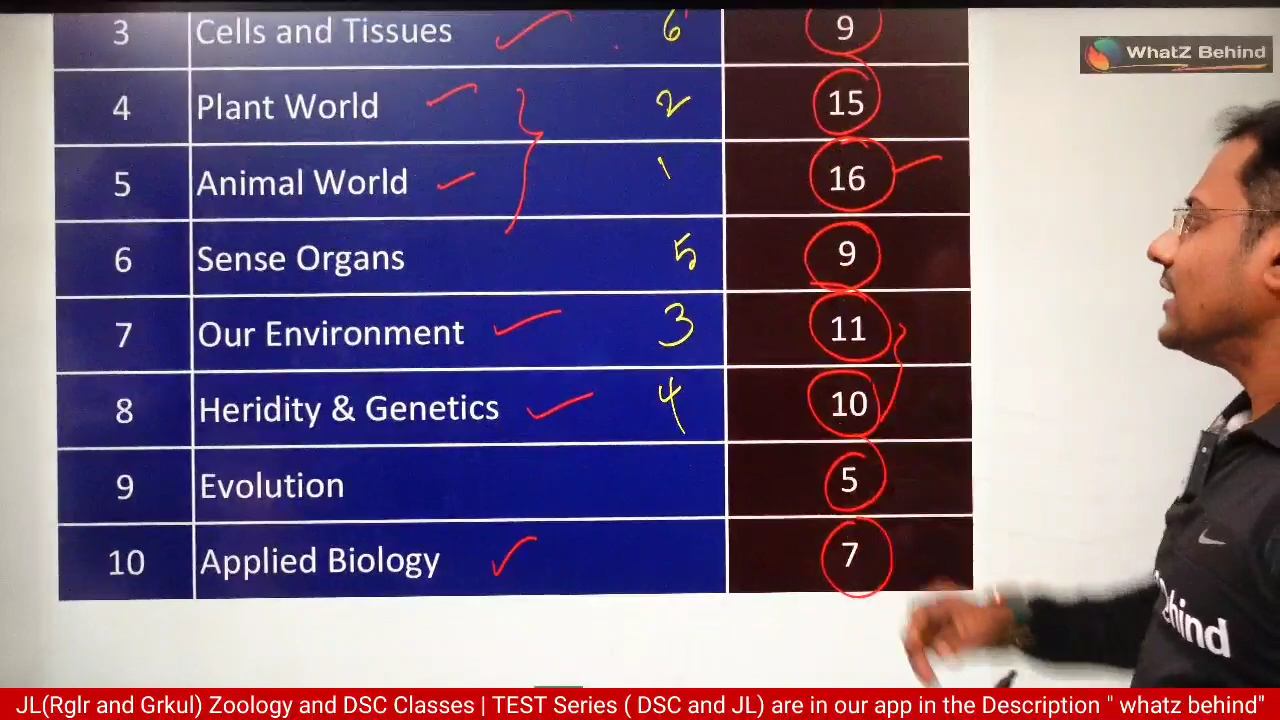 3 Cells and Tissues 6 9
WhatZ Behind
4 Plant World 2 15
5 Animal World 1 16
6 Sense Organs 5 9
7 Our Environment 3 11
8 Heridity & Genetics 4 10
9 Evolution 5
10 Applied Biology 7
hind
JL(Rglr and Grkul) Zoology and DSC Classes | TEST Series ( DSC and JL) are in our app in the Description " whatz behind"